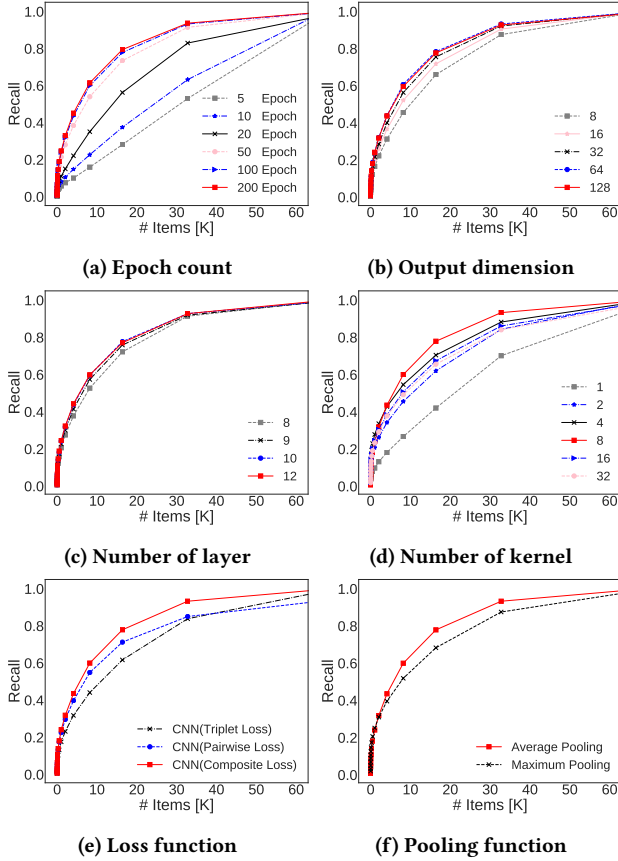 1.0
0.8
0.6
0.4
0.2
0.0
Recall
5 Epoch
10 Epoch
20 Epoch
50 Epoch
100 Epoch
200 Epoch
0 10 20 30 40 50 60
# Items [K]
(a) Epoch count
1.0
0.8
0.6
0.4
0.2
0.0
Recall
8
16
32
64
128
0 10 20 30 40 50 60
# Items [K]
(b) Output dimension
1.0
0.8
0.6
0.4
0.2
0.0
Recall
8
9
10
12
0 10 20 30 40 50 60
# Items [K]
(c) Number of layer
1.0
0.8
0.6
0.4
0.2
0.0
Recall
1
2
4
8
16
32
0 10 20 30 40 50 60
# Items [K]
(d) Number of kernel
1.0
0.8
0.6
0.4
0.2
0.0
Recall
CNN(Triplet Loss)
CNN(Pairwise Loss)
CNN(Composite Loss)
0 10 20 30 40 50 60
# Items [K]
(e) Loss function
1.0
0.8
0.6
0.4
0.2
0.0
Recall
Average Pooling
Maximum Pooling
0 10 20 30 40 50 60
# Items [K]
(f) Pooling function